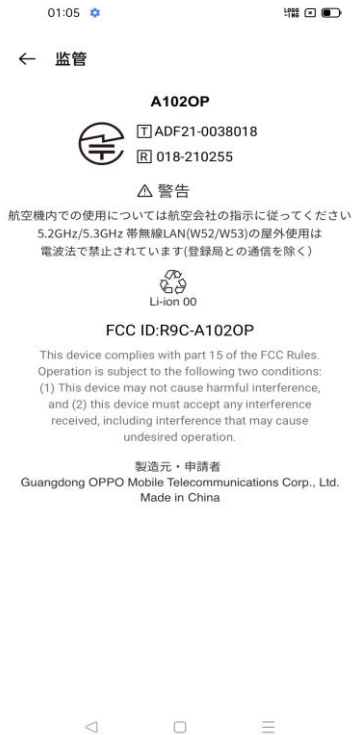 01:05
← 监管
A102OP
T ADF21-0038018
R 018-210255
⚠ 警告
航空機内での使用については航空会社の指示に従ってください
5.2GHz/5.3GHz 帯無線LAN(W52/W53)の屋外使用は
電波法で禁止されています(登録局との通信を除く)
Li-ion 00
FCC ID:R9C-A102OP
This device complies with part 15 of the FCC Rules.
Operation is subject to the following two conditions:
(1) This device may not cause harmful interference,
and (2) this device must accept any interference
received, including interference that may cause
undesired operation.
製造元・申請者
Guangdong OPPO Mobile Telecommunications Corp., Ltd.
Made in China